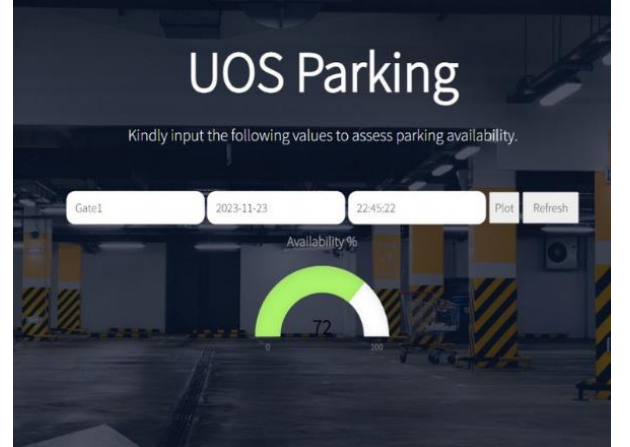 UOS Parking
Kindly input the following values to assess parking availability.
Gate1 2023-11-23 22:45:22 Plot Refresh
Availability %
72
0 100